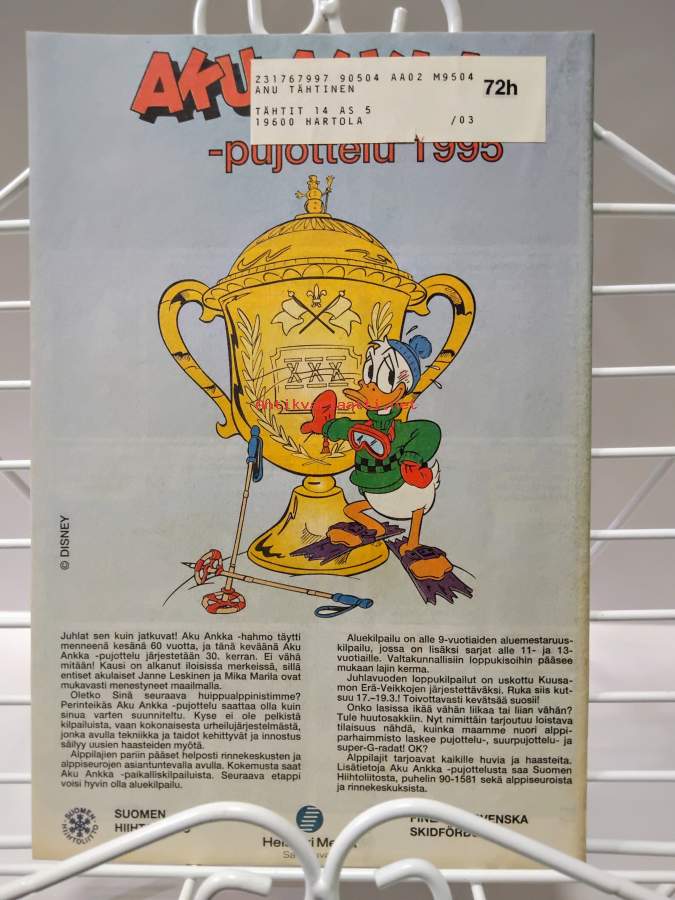 AKU
231767997 90504 AA02 M9504
ANU TÄHTINEN
72h
TÄHTIT 14 AS 5
19600 HARTOLA /03
-pujottelu 1995
XXX
© DISNEY
Juhlat sen kuin jatkuvat! Aku Ankka -hahmo täytti
menneenä kesänä 60 vuotta, ja tänä keväänä Aku
Ankka -pujottelu järjestetään 30. kerran. Ei vähä
mitään! Kausi on alkanut iloisissa merkeissä, sillä
entiset akulaiset Janne Leskinen ja Mika Marila ovat
mukavasti menestyneet maailmalla.
Oletko Sinä seuraava huippualppinistimme?
Perinteikäs Aku Ankka -pujottelu saattaa olla kuin
sinua varten suunniteltu. Kyse ei ole pelkistä
kilpailuista, vaan kokonaisesta urheilujärjestelmästä,
jonka avulla tekniikka ja taidot kehittyvät ja innostus
säilyy uusien haasteiden myötä.
Alppilajien pariin pääset helposti rinnekeskusten ja
alppiseurojen asiantuntevalla avulla. Kokemusta saat
Aku Ankka -paikalliskilpailuista. Seuraava etappi
voisi hyvin olla aluekilpailu.
Aluekilpailu on alle 9-vuotiaiden aluemestaruus-
kilpailu, jossa on lisäksi sarjat alle 11- ja 13-
vuotiaille. Valtakunnallisiin loppukisoihin pääsee
mukaan lajin kerma.
Juhlavuoden loppukilpailut on uskottu Kuusa-
mon Erä-Veikkojen järjestettäväksi. Ruka siis kut-
suu 17.–19.3.! Toivottavasti kevätsää suosii!
Onko lasissa ikää vähän liikaa tai liian vähän?
Tule huutosakkiin. Nyt nimittäin tarjoutuu loistava
tilaisuus nähdä, kuinka maamme nuori alppi-
parhaimmisto laskee pujottelu-, suurpujottelu- ja
super-G-radat! OK?
Alppilajit tarjoavat kaikille huvia ja haasteita.
Lisätietoja Aku Ankka -pujottelusta saa Suomen
Hiihtoliitosta, puhelin 90-1581 sekä alppiseuroista
ja rinnekeskuksista.
SUOMEN
HIIHTOLIITTO
SUOMEN